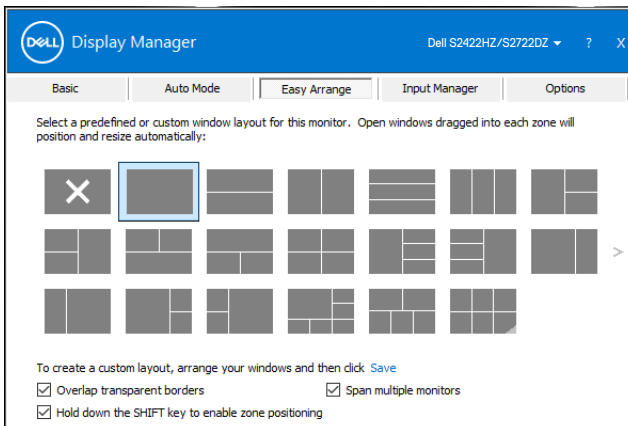 DELL Display Manager Dell S2422HZ/S2722DZ ? X
Basic Auto Mode Easy Arrange Input Manager Options
Select a predefined or custom window layout for this monitor. Open windows dragged into each zone will
position and resize automatically:
To create a custom layout, arrange your windows and then click Save
Overlap transparent borders Span multiple monitors
Hold down the SHIFT key to enable zone positioning